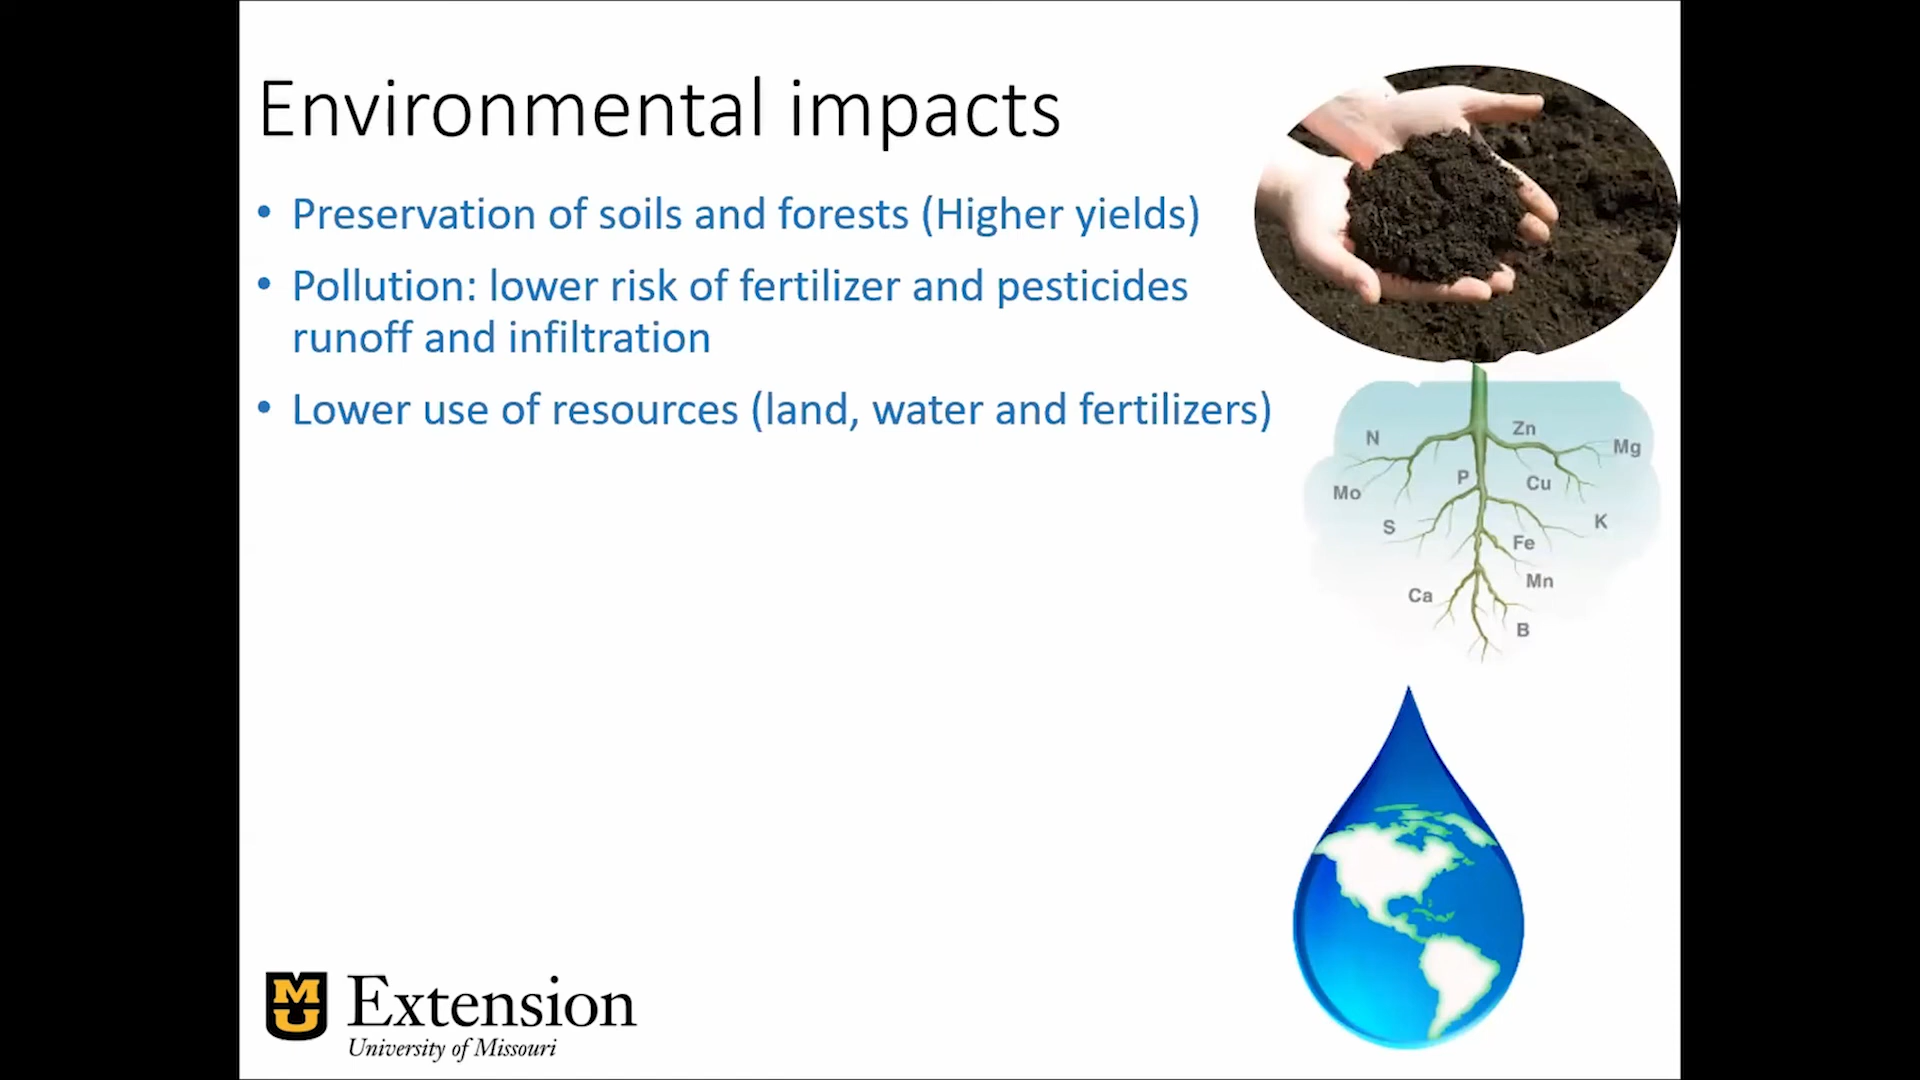 Environmental impacts
• Preservation of soils and forests (Higher yields)
• Pollution: lower risk of fertilizer and pesticides
runoff and infiltration
• Lower use of resources (land, water and fertilizers)
N
Zn
Mg
P
Cu
Mo
S
K
Fe
Mn
Ca
B
MU
Extension
University of Missouri